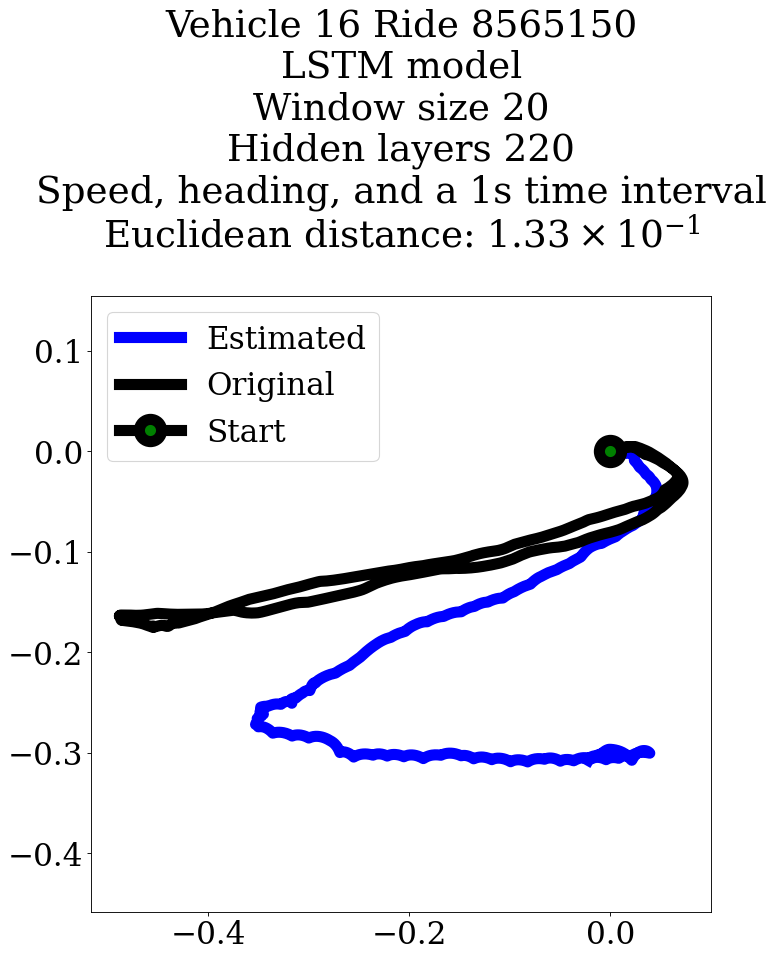 Vehicle 16 Ride 8565150
LSTM model
Window size 20
Hidden layers 220
Speed, heading, and a 1s time interval
Euclidean distance: 1.33 × 10⁻¹
Estimated
Original
Start
0.1
0.0
−0.1
−0.2
−0.3
−0.4
−0.4 −0.2 0.0